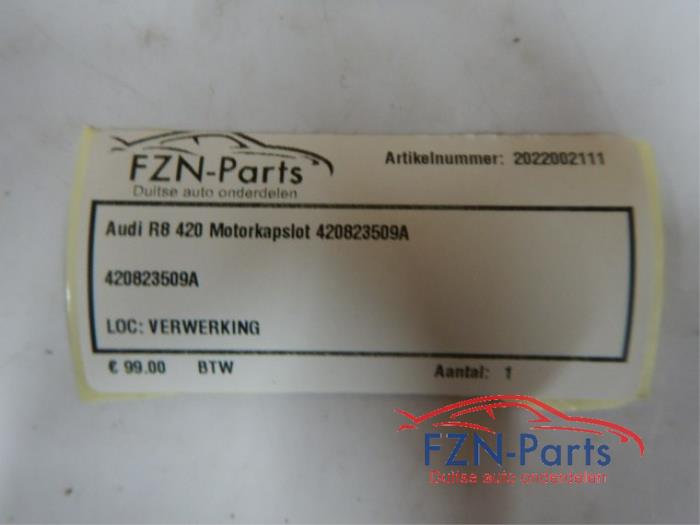 FZN-Parts
Duitse auto onderdelen
Artikelnummer: 2022002111
Audi R8 420 Motorkapslot 420823509A
420823509A
LOC: VERWERKING
€ 99.00 BTW
Aantal: 1
FZN-Parts
Duitse auto onderdelen